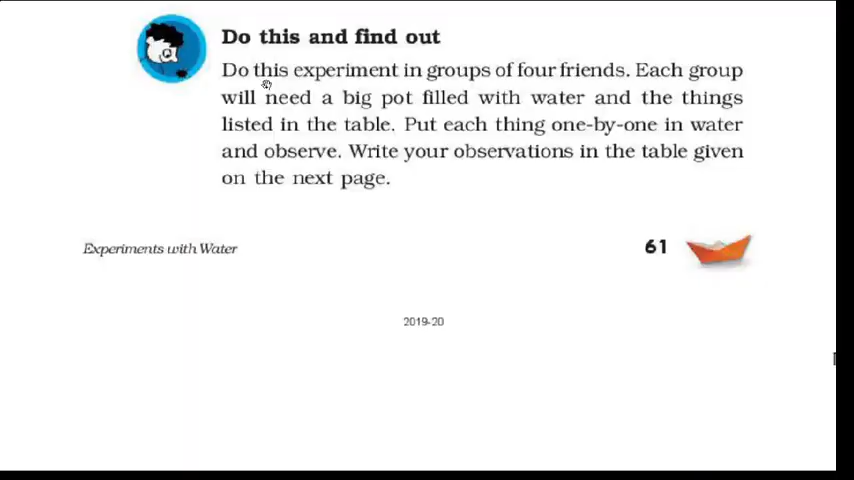 Do this and find out
Do this experiment in groups of four friends. Each group
will need a big pot filled with water and the things
listed in the table. Put each thing one-by-one in water
and observe. Write your observations in the table given
on the next page.
Experiments with Water
61
2019-20